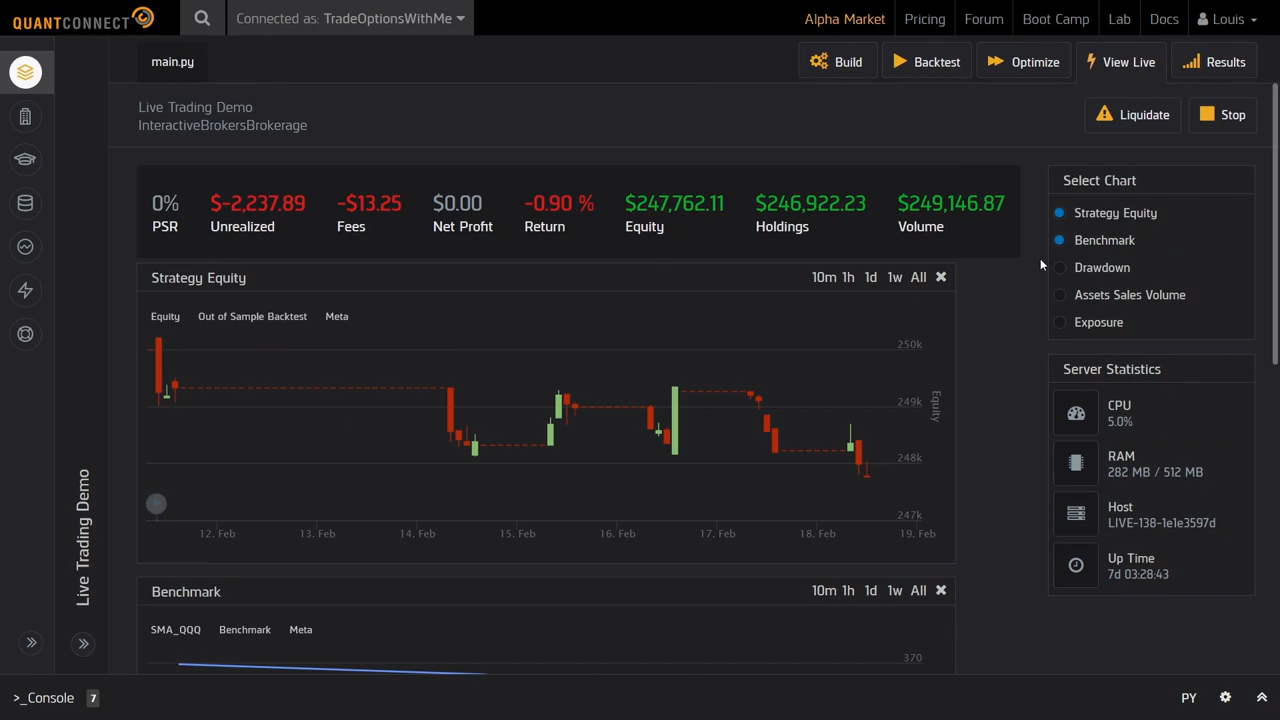 QUANTCONNECT
Connected as: TradeOptionsWithMe
Alpha Market
Pricing
Forum
Boot Camp
Lab
Docs
Louis
main.py
Build
Backtest
Optimize
View Live
Results
Live Trading Demo
InteractiveBrokersBrokerage
Liquidate
Stop
0%
PSR
$-2,237.89
Unrealized
-$13.25
Fees
$0.00
Net Profit
-0.90 %
Return
$247,762.11
Equity
$246,922.23
Holdings
$249,146.87
Volume
Select Chart
Strategy Equity
Benchmark
Drawdown
Assets Sales Volume
Exposure
Strategy Equity
10m 1h 1d 1w All
Equity
Out of Sample Backtest
Meta
250k
249k
248k
247k
Equity
12. Feb
13. Feb
14. Feb
15. Feb
16. Feb
17. Feb
18. Feb
19. Feb
Server Statistics
CPU
5.0%
RAM
282 MB / 512 MB
Host
LIVE-138-1e1e3597d
Up Time
7d 03:28:43
Live Trading Demo
Benchmark
10m 1h 1d 1w All
SMA_QQQ
Benchmark
Meta
370
>_Console
7
PY